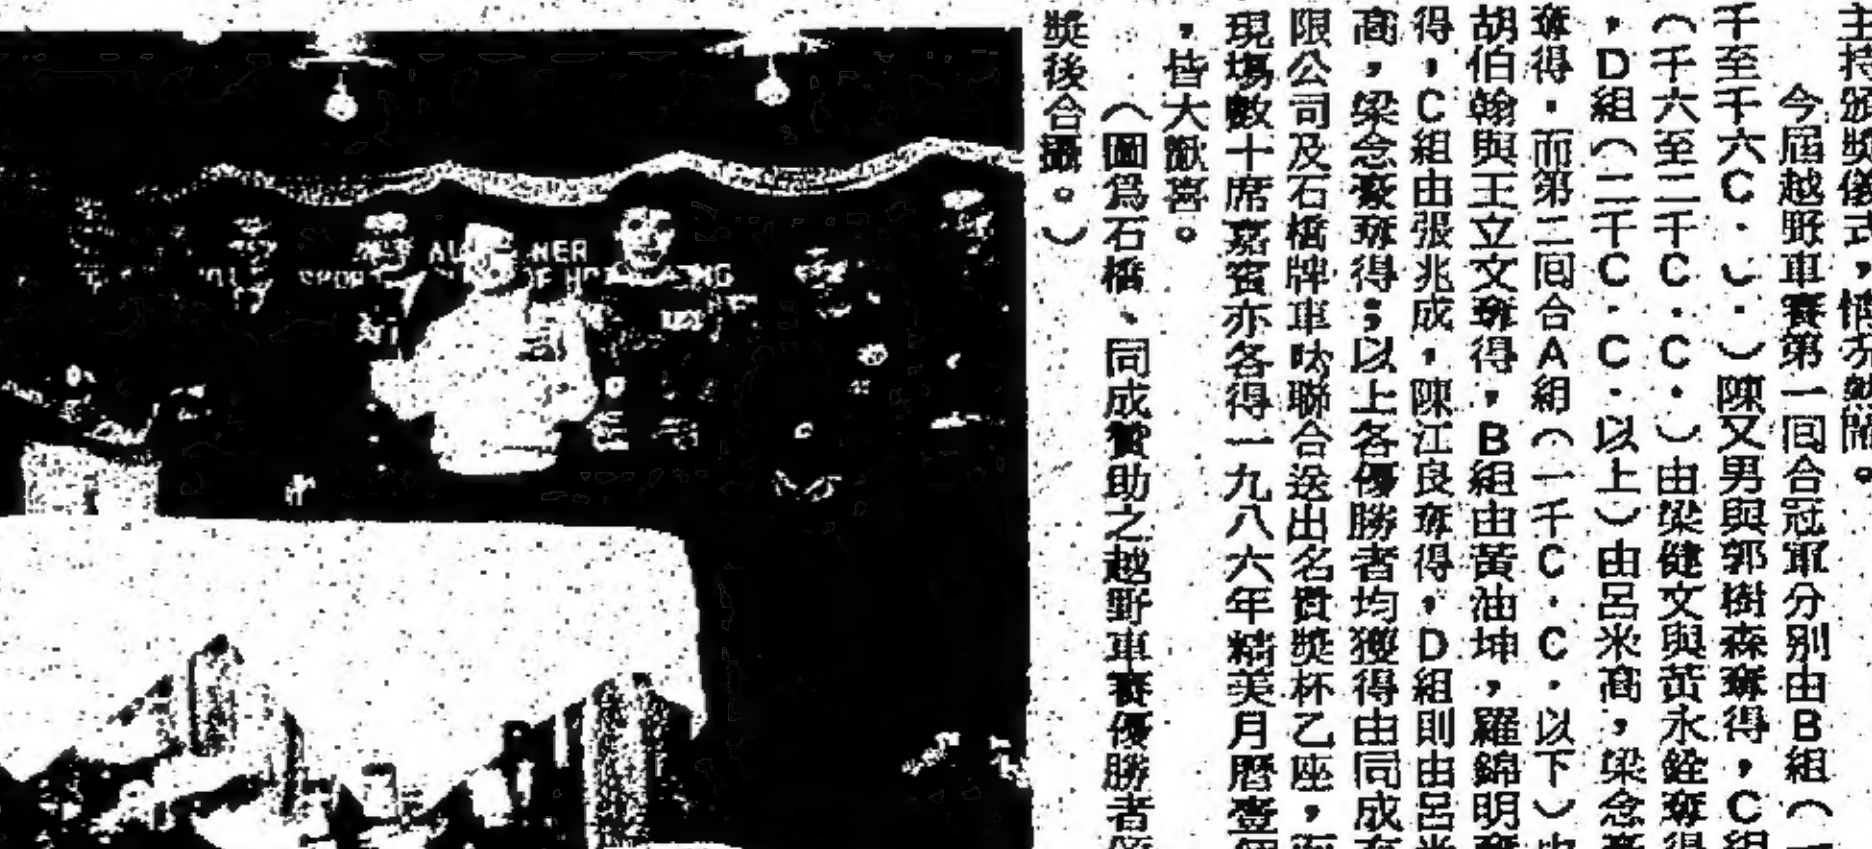 主持頒獎儀式，情亦熱鬧。
今屆越野車賽第一回合冠軍分別由B組（一
千至千六C．C．）陳又男與郭樹森奪得，C組
（千六至二千C．C．）由梁健文與黃永銓奪得
，D組（二千C．C．以上）由呂米高，梁念豪
奪得．而第二回合A組（一千C．C．以下）由
胡伯翰與王立文奪得，B組由黃油坤，羅錦明奪
得，C組由張兆成，陳江良奪得，D組則由呂米
高，梁念豪奪得；以上各優勝者均獲得由同成有
限公司及石橋牌車呔聯合送出名貴獎杯乙座，而
現塲數十席嘉賓亦各得一九八六年精美月曆壹個
，皆大歡喜。
（圖爲石橋、同成贊助之越野車賽優勝者領
獎後合攝。）